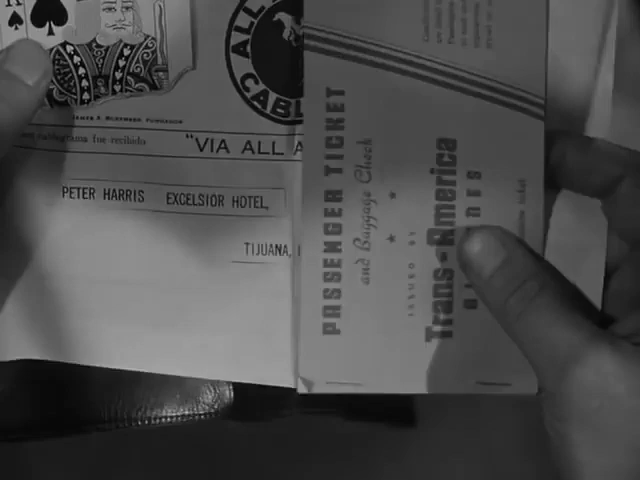 K
ALL A
CABL
cablegrama fue recibido
"VIA ALL A
PETER HARRIS EXCELSIOR HOTEL,
TIJUANA,
PASSENGER TICKET
and Baggage Check
ISSUED BY
Trans-America
ticket